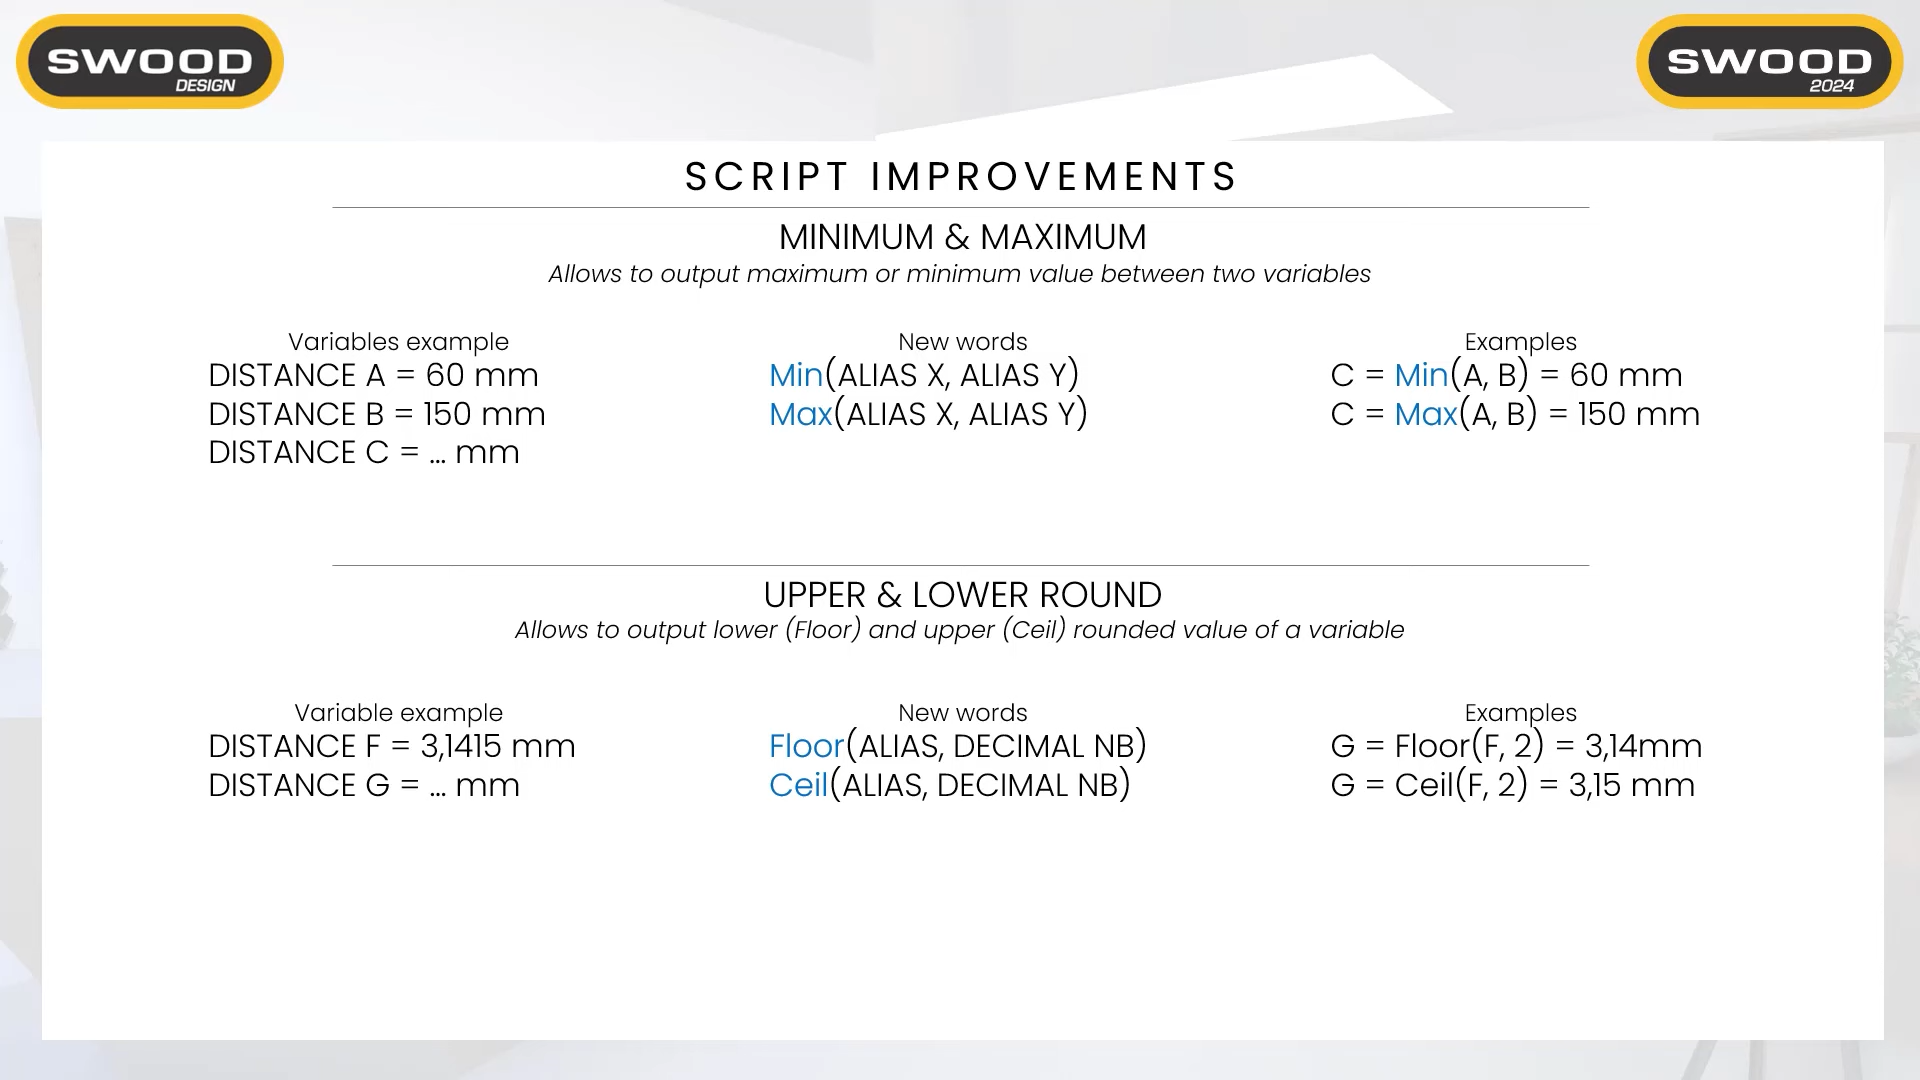 SWOOD
DESIGN
SWOOD
2024
SCRIPT IMPROVEMENTS
MINIMUM & MAXIMUM
Allows to output maximum or minimum value between two variables
Variables example
DISTANCE A = 60 mm
DISTANCE B = 150 mm
DISTANCE C = ... mm
New words
Min(ALIAS X, ALIAS Y)
Max(ALIAS X, ALIAS Y)
Examples
C = Min(A, B) = 60 mm
C = Max(A, B) = 150 mm
UPPER & LOWER ROUND
Allows to output lower (Floor) and upper (Ceil) rounded value of a variable
Variable example
DISTANCE F = 3,1415 mm
DISTANCE G = ... mm
New words
Floor(ALIAS, DECIMAL NB)
Ceil(ALIAS, DECIMAL NB)
Examples
G = Floor(F, 2) = 3,14mm
G = Ceil(F, 2) = 3,15 mm